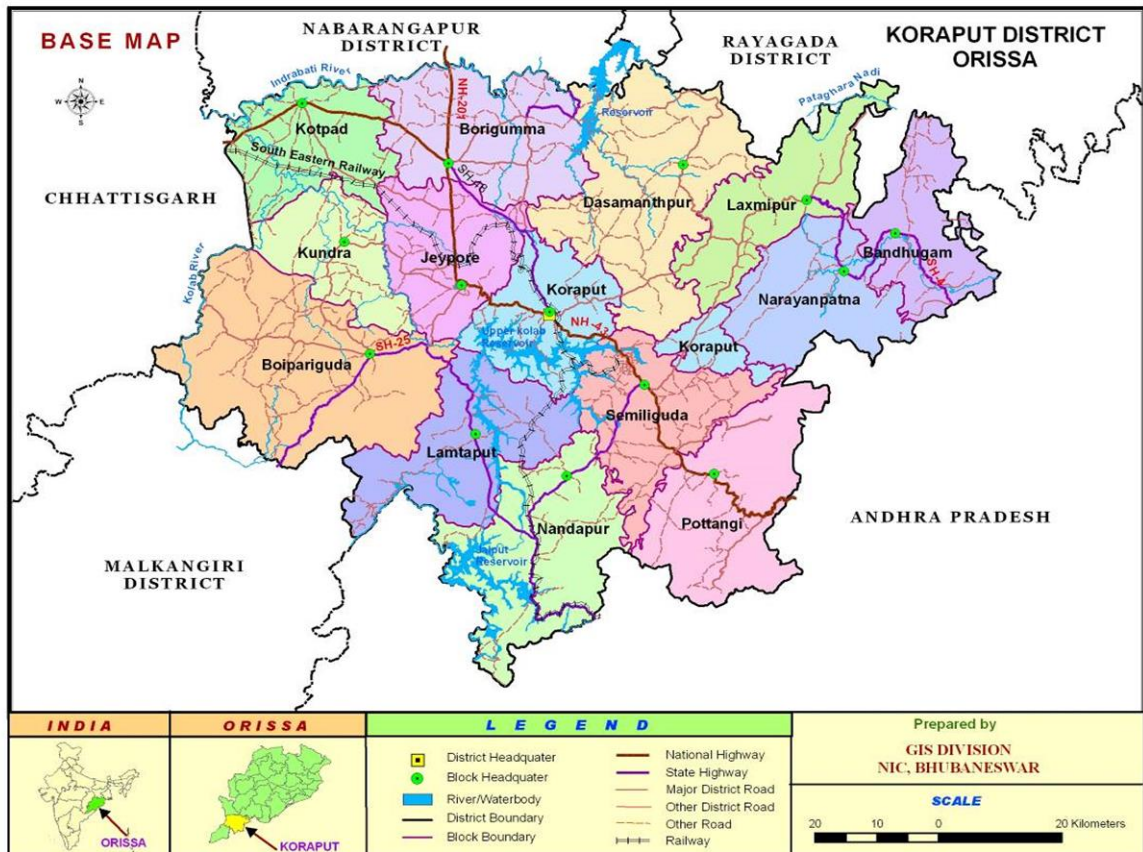 BASE MAP
NABARANGAPUR
DISTRICT
RAYAGADA
DISTRICT
KORAPUT DISTRICT
ORISSA
N
W
E
S
Indrabati River
Pataghara Nadi
Reservoir
Kotpad
NH-201
Borigumma
South Eastern Railway
CHHATTISGARH
Dasamanthpur
Laxmipur
Bandhugam
Kundra
Jeypore
Kolab River
Koraput
Narayanpatna
SH-4
Upper kolab
Reservoir
NH - 43
Koraput
SH-25
Boipariguda
Semiliguda
Lamtaput
Nandapur
Pottangi
ANDHRA PRADESH
Jalput
Reservoir
MALKANGIRI
DISTRICT
INDIA
ORISSA
ORISSA
KORAPUT
LEGEND
District Headquater
Block Headquater
River/Waterbody
District Boundary
Block Boundary
National Highway
State Highway
Major District Road
Other District Road
Other Road
Railway
Prepared by
GIS DIVISION
NIC, BHUBANESWAR
SCALE
20 10 0 20 Kilometers